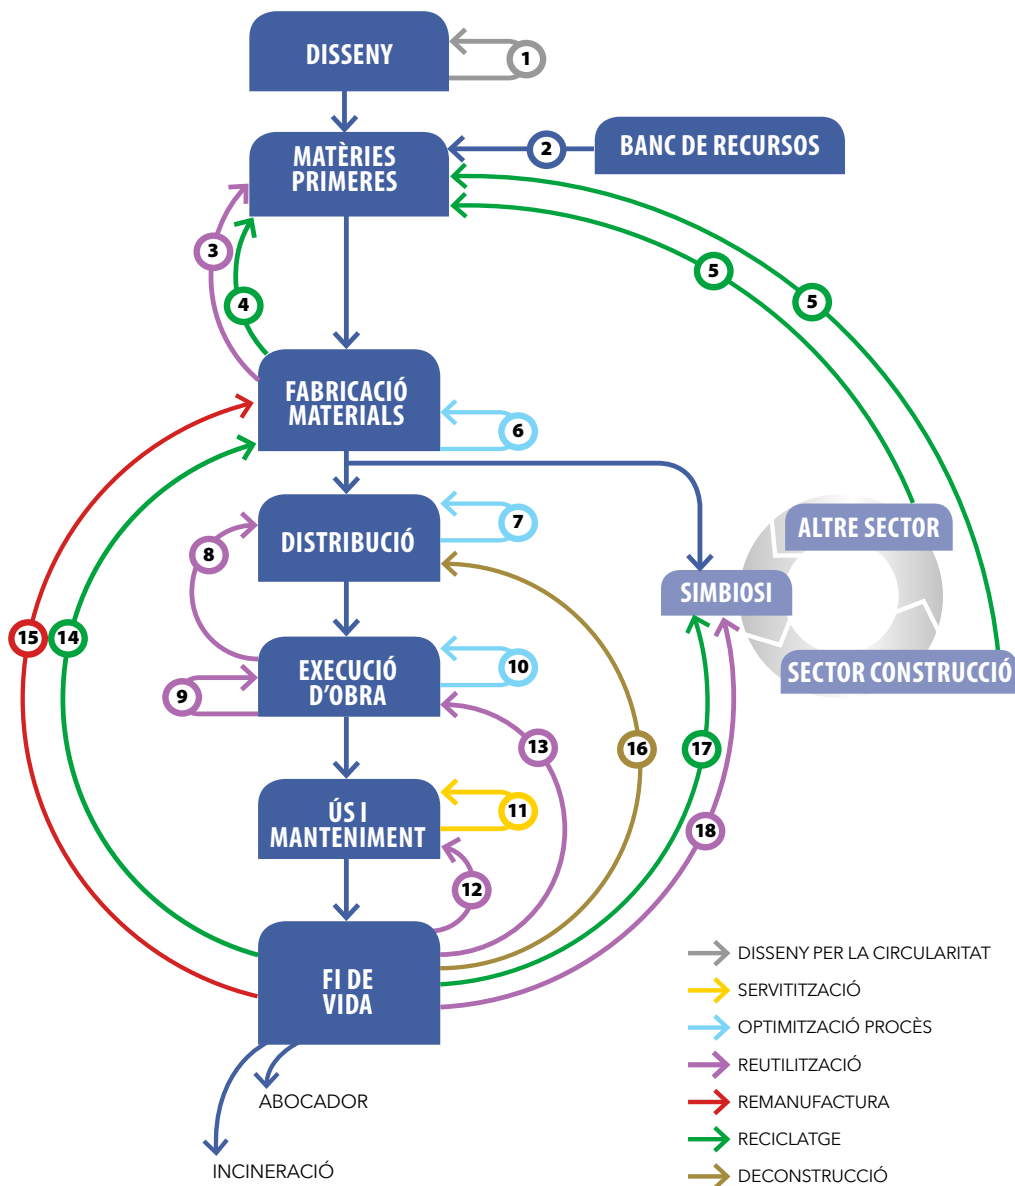 DISSENY
1
MATÈRIES
PRIMERES
2
BANC DE RECURSOS
3
4
5
5
FABRICACIÓ
MATERIALS
6
DISTRIBUCIÓ
7
8
ALTRE SECTOR
SIMBIOSI
SECTOR CONSTRUCCIÓ
15
14
EXECUCIÓ
D'OBRA
10
9
13
16
17
ÚS I
MANTENIMENT
11
18
12
FI DE
VIDA
ABOCADOR
INCINERACIÓ
DISSENY PER LA CIRCULARITAT
SERVITITZACIÓ
OPTIMITZACIÓ PROCÈS
REUTILITZACIÓ
REMANUFACTURA
RECICLATGE
DECONSTRUCCIÓ